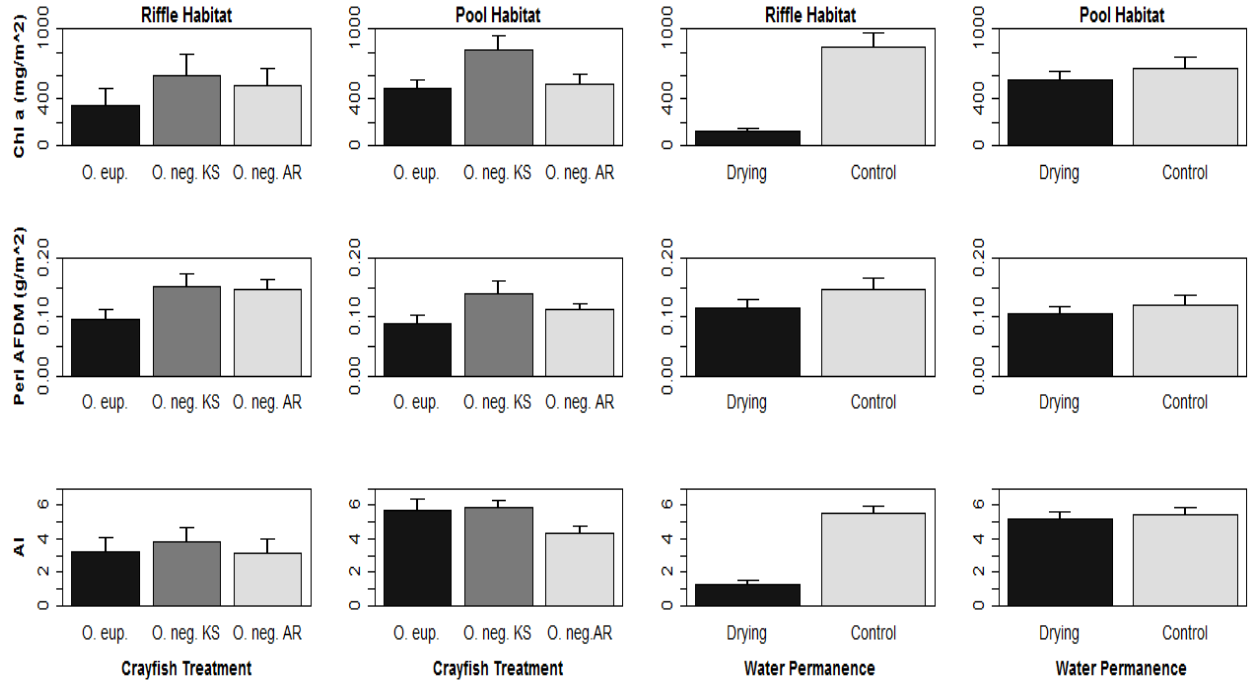 Riffle Habitat
Pool Habitat
Riffle Habitat
Pool Habitat
Chl a (mg/m^2)
0 400 1000
O. eup. O. neg. KS O. neg. AR
0 400 1000
O. eup. O. neg. KS O. neg. AR
0 400 1000
Drying Control
0 400 1000
Drying Control
Peri AFDM (g/m^2)
0.00 0.10 0.20
O. eup. O. neg. KS O. neg. AR
0.00 0.10 0.20
O. eup. O. neg. KS O. neg. AR
0.00 0.10 0.20
Drying Control
0.00 0.10 0.20
Drying Control
AI
0 2 4 6
O. eup. O. neg. KS O. neg. AR
0 2 4 6
O. eup. O. neg. KS O. neg.AR
0 2 4 6
Drying Control
0 2 4 6
Drying Control
Crayfish Treatment
Crayfish Treatment
Water Permanence
Water Permanence